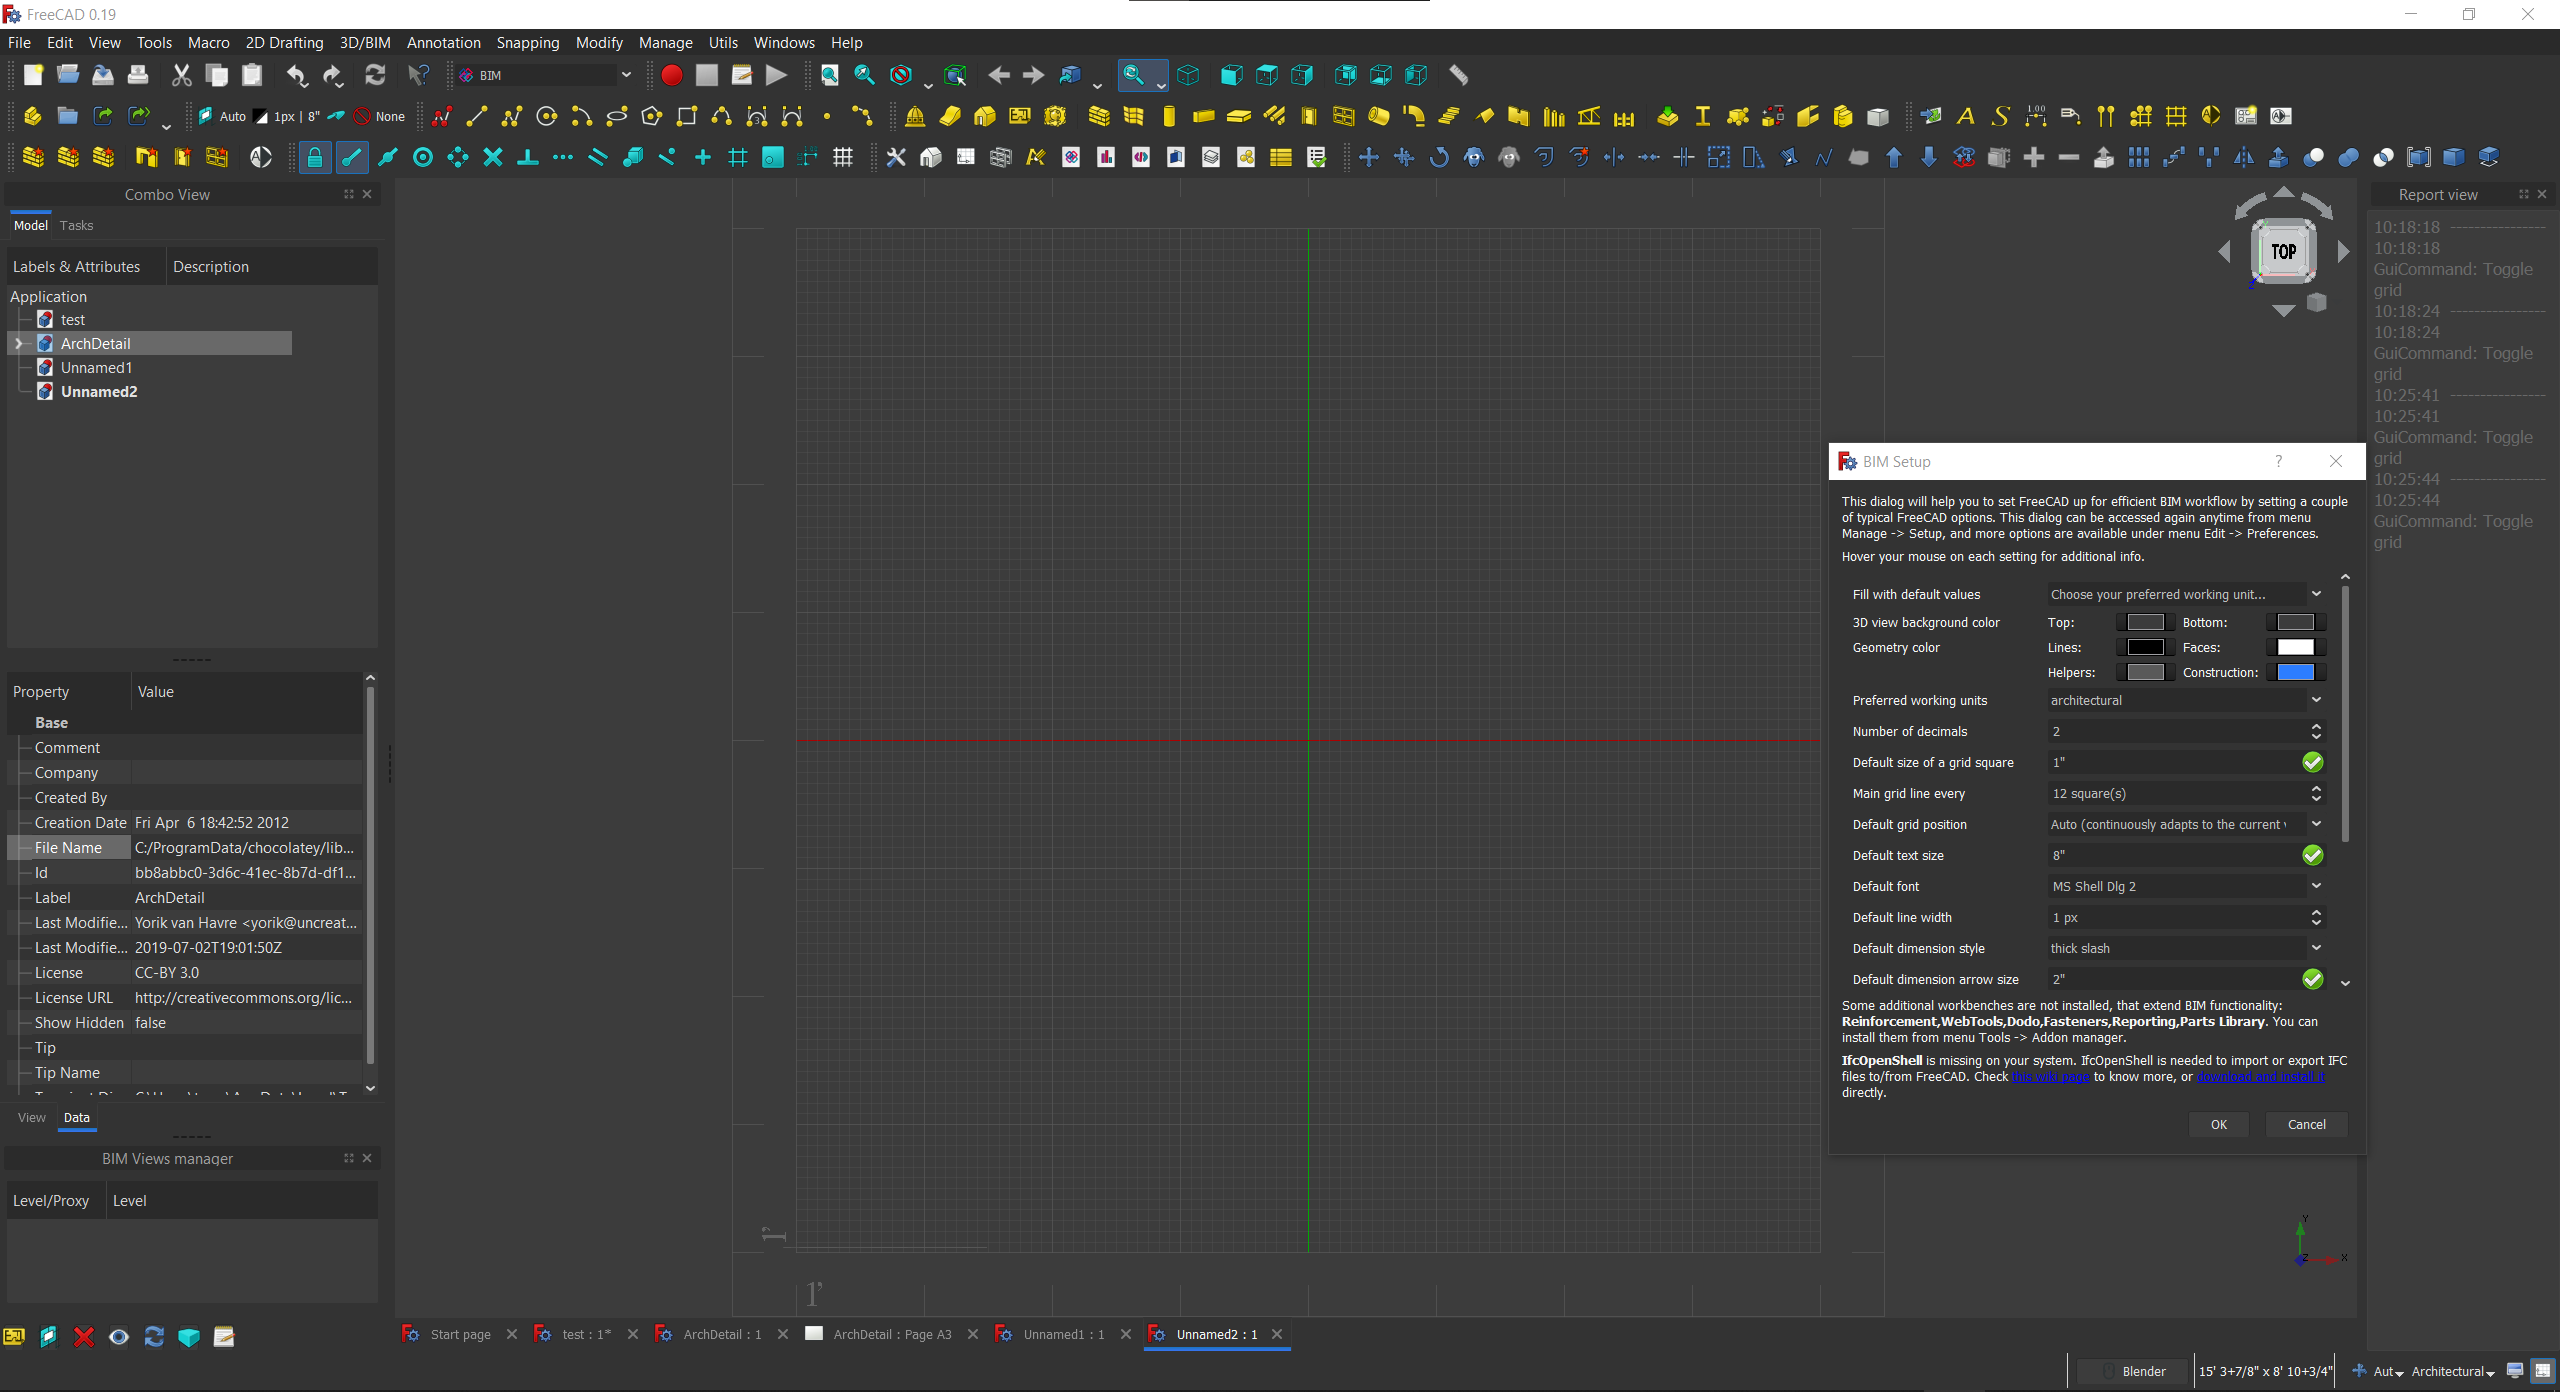 FreeCAD 0.19
File Edit View Tools Macro 2D Drafting 3D/BIM Annotation Snapping Modify Manage Utils Windows Help
BIM
Auto 1px | 8" None
Combo View
Model Tasks
Labels & Attributes Description
Application
test
ArchDetail
Unnamed1
Unnamed2
Property Value
Base
Comment
Company
Created By
Creation Date Fri Apr 6 18:42:52 2012
File Name C:/ProgramData/chocolatey/lib...
Id bb8abbc0-3d6c-41ec-8b7d-df1...
Label ArchDetail
Last Modifie... Yorik van Havre <yorik@uncreat...
Last Modifie... 2019-07-02T19:01:50Z
License CC-BY 3.0
License URL http://creativecommons.org/lic...
Show Hidden false
Tip
Tip Name
View Data
BIM Views manager
Level/Proxy Level
1'
1'
TOP
Z
Report view
10:18:18 ----------------
10:18:18
GuiCommand: Toggle
grid
10:18:24 ----------------
10:18:24
GuiCommand: Toggle
grid
10:25:41 ----------------
10:25:41
GuiCommand: Toggle
grid
10:25:44 ----------------
10:25:44
GuiCommand: Toggle
grid
BIM Setup
This dialog will help you to set FreeCAD up for efficient BIM workflow by setting a couple
of typical FreeCAD options. This dialog can be accessed again anytime from menu
Manage -> Setup, and more options are available under menu Edit -> Preferences.
Hover your mouse on each setting for additional info.
Fill with default values Choose your preferred working unit...
3D view background color Top: Bottom:
Geometry color Lines: Faces:
Helpers: Construction:
Preferred working units architectural
Number of decimals 2
Default size of a grid square 1"
Main grid line every 12 square(s)
Default grid position Auto (continuously adapts to the current
Default text size 8"
Default font MS Shell Dlg 2
Default line width 1 px
Default dimension style thick slash
Default dimension arrow size 2"
Some additional workbenches are not installed, that extend BIM functionality:
Reinforcement,WebTools,Dodo,Fasteners,Reporting,Parts Library. You can
install them from menu Tools -> Addon manager.
IfcOpenShell is missing on your system. IfcOpenShell is needed to import or export IFC
files to/from FreeCAD. Check this wiki page to know more, or download and install it
directly.
OK Cancel
Y
Z X
Start page test : 1* ArchDetail : 1 ArchDetail : Page A3 Unnamed1 : 1 Unnamed2 : 1
Blender 15' 3+7/8" x 8' 10+3/4" Aut Architectural